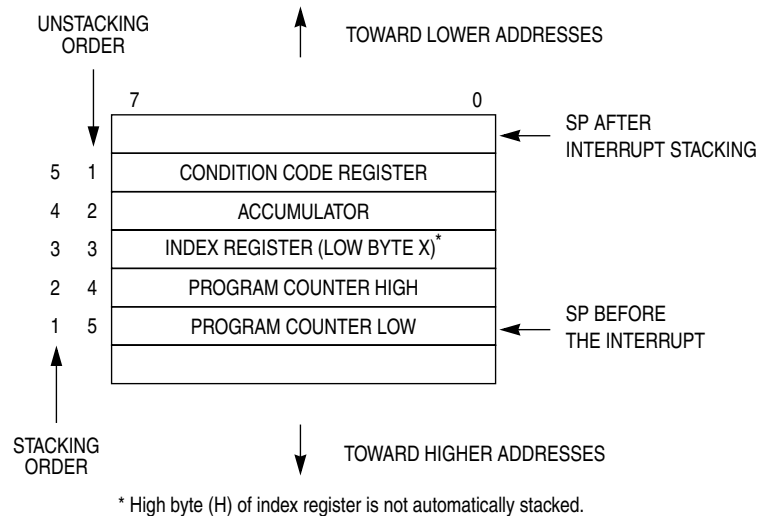 UNSTACKING
ORDER
TOWARD LOWER ADDRESSES
7 0
SP AFTER
INTERRUPT STACKING
5 1 CONDITION CODE REGISTER
4 2 ACCUMULATOR
3 3 INDEX REGISTER (LOW BYTE X)*
2 4 PROGRAM COUNTER HIGH
1 5 PROGRAM COUNTER LOW
SP BEFORE
THE INTERRUPT
STACKING
ORDER
TOWARD HIGHER ADDRESSES
* High byte (H) of index register is not automatically stacked.